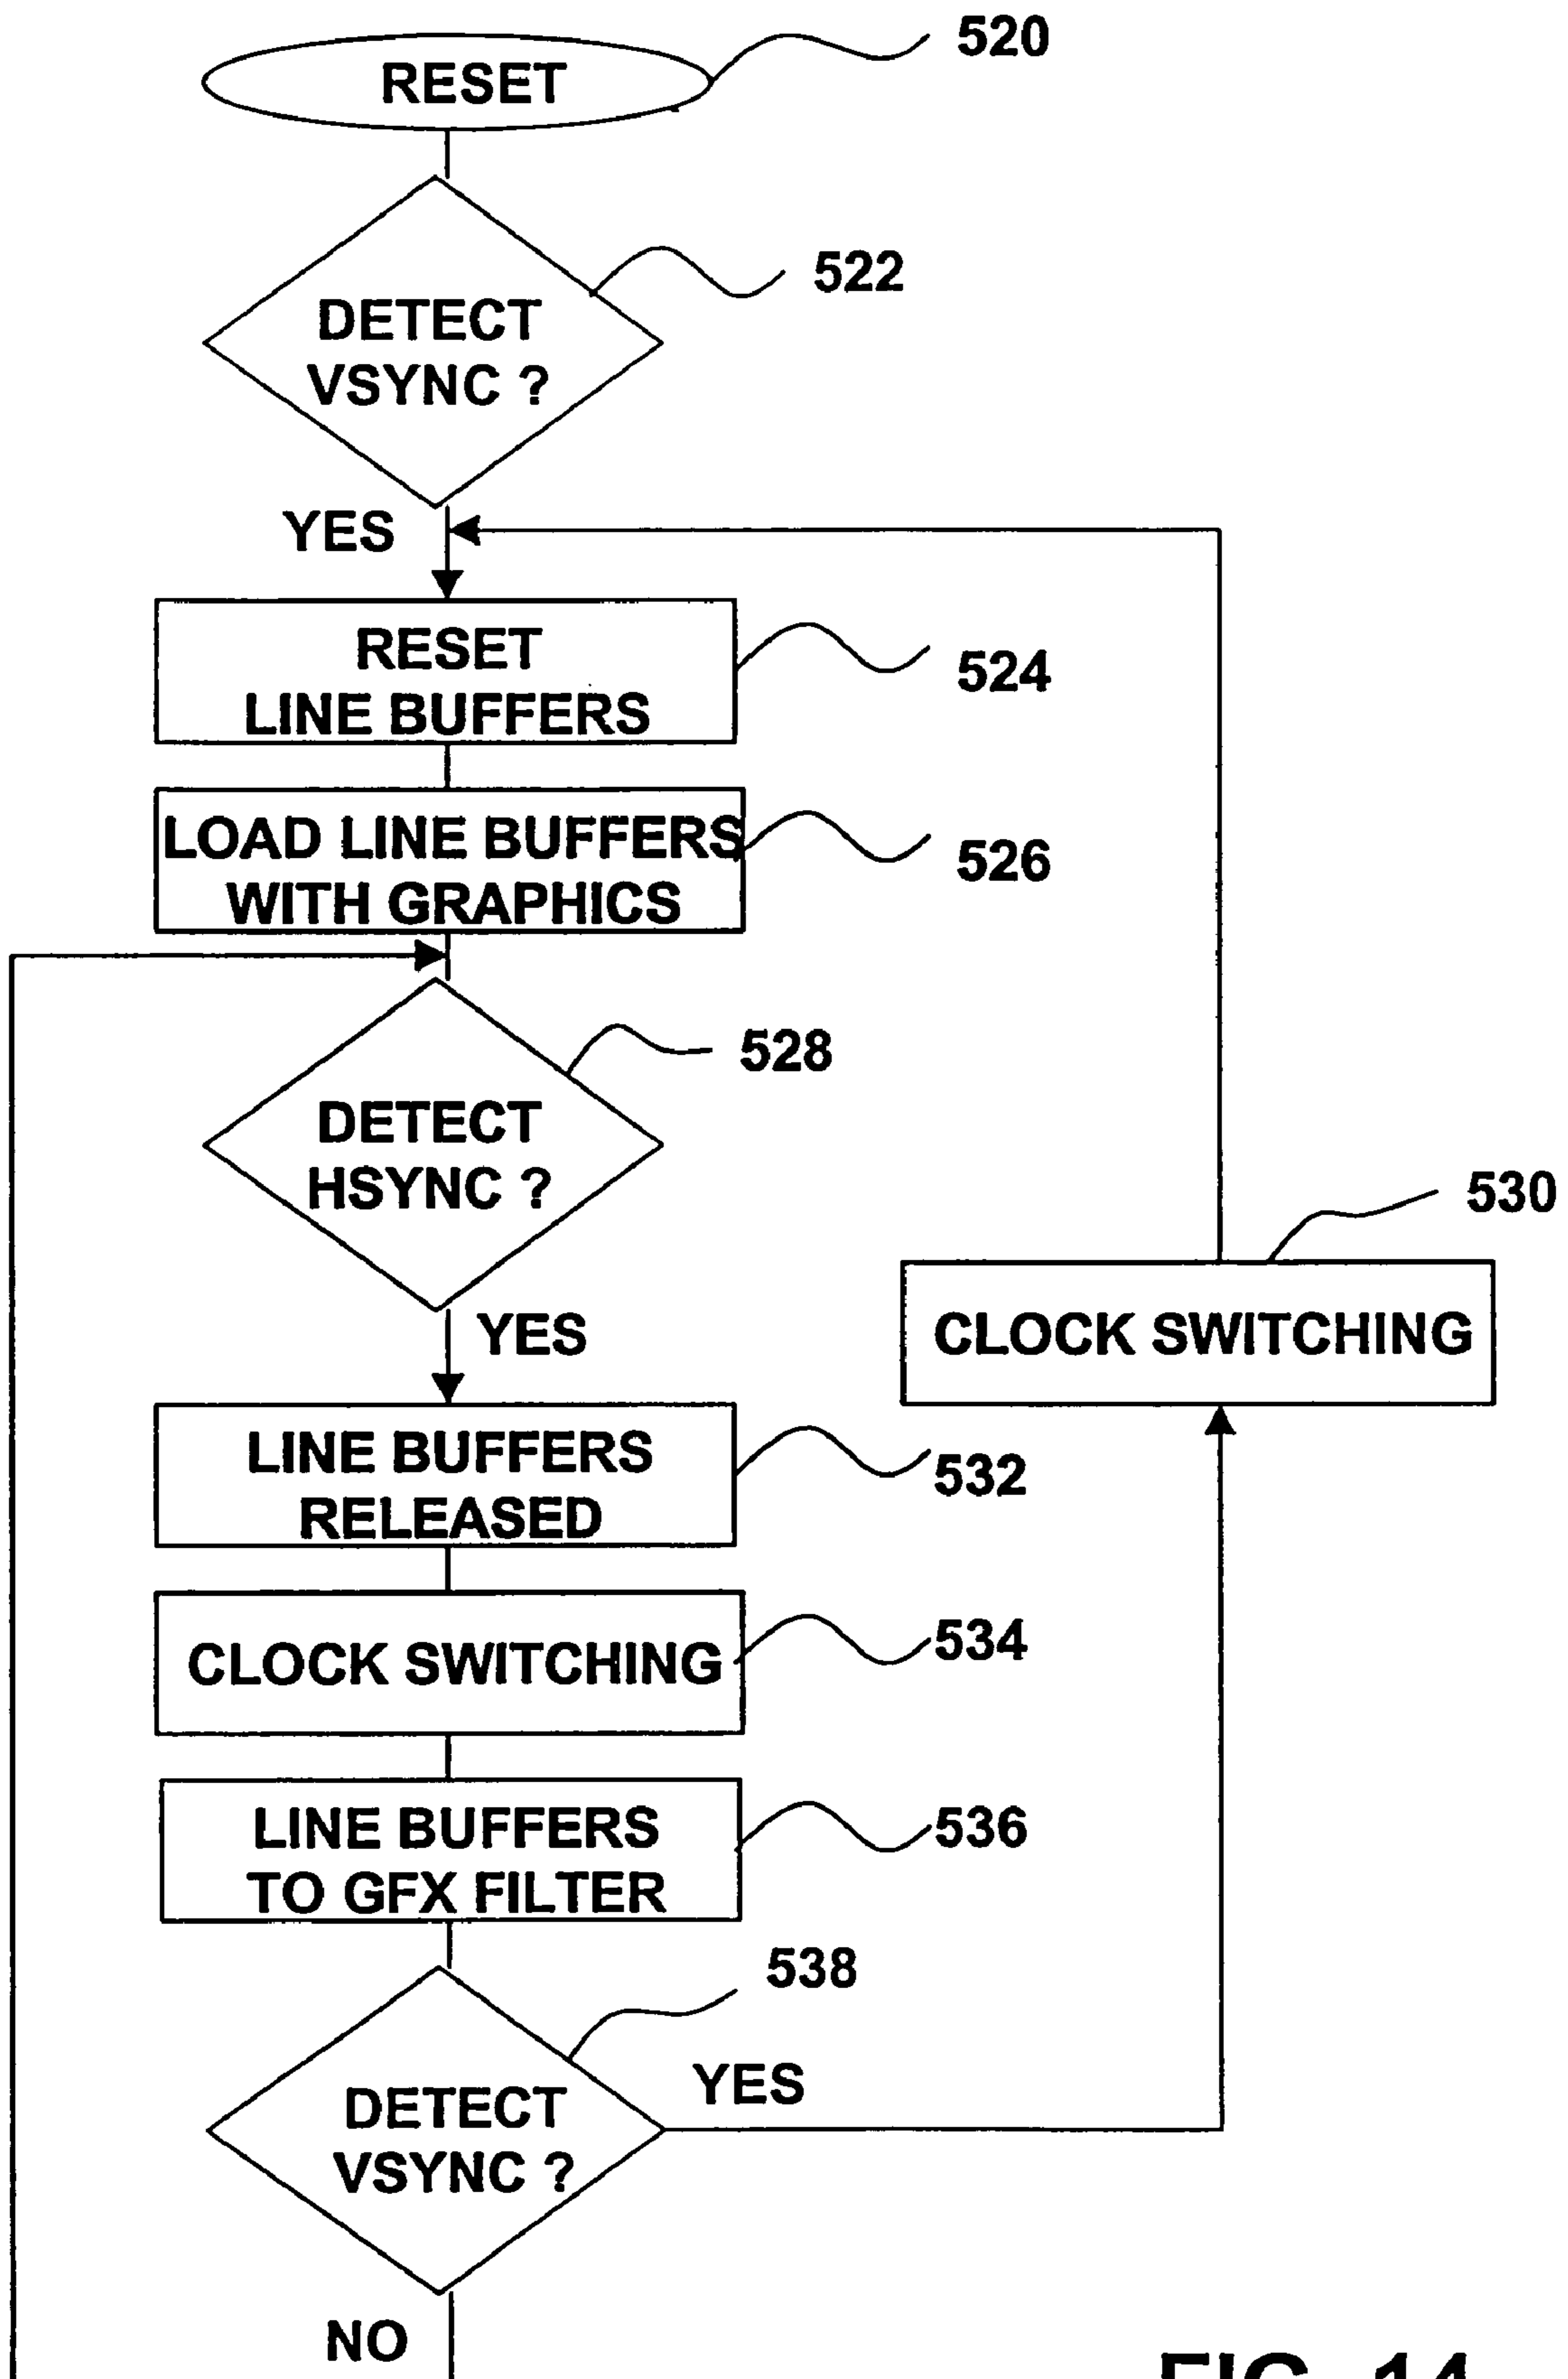 520
RESET
522
DETECT
VSYNC ?
YES
RESET
LINE BUFFERS
524
LOAD LINE BUFFERS
WITH GRAPHICS
526
528
DETECT
HSYNC ?
530
YES
CLOCK SWITCHING
LINE BUFFERS
RELEASED
532
CLOCK SWITCHING
534
LINE BUFFERS
TO GFX FILTER
536
538
YES
DETECT
VSYNC ?
NO
FIG. 14